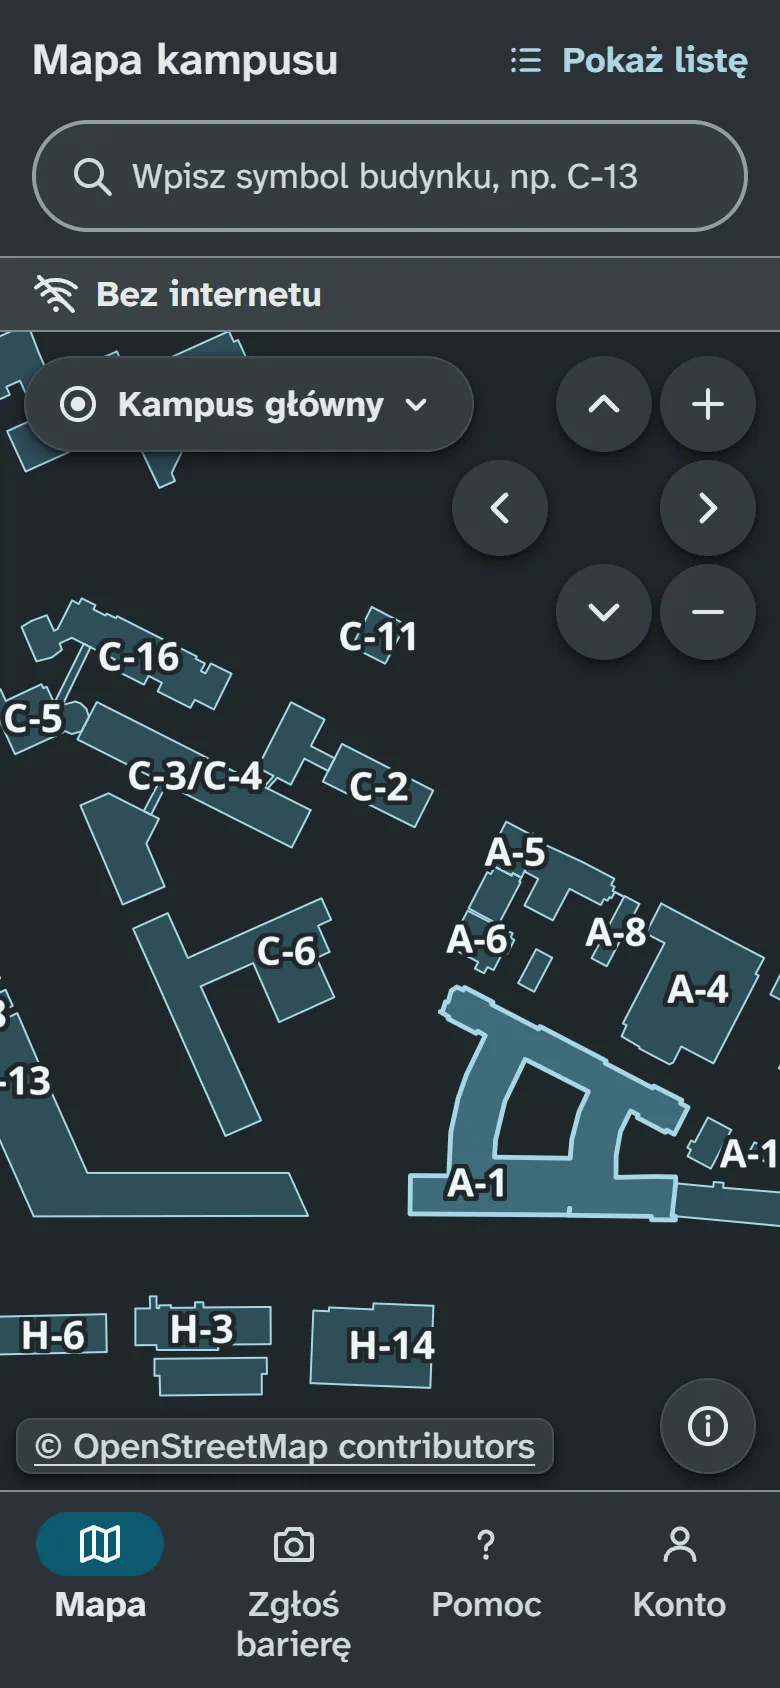 Mapa kampusu
Pokaż listę
Wpisz symbol budynku, np. C-13
Bez internetu
Kampus główny
C-11
C-16
C-5
C-3/C-4
C-2
A-5
A-6
A-8
C-6
A-4
-13
A-1
A-1
H-6
H-3
H-14
© OpenStreetMap contributors
Mapa
Zgłoś
barierę
Pomoc
Konto